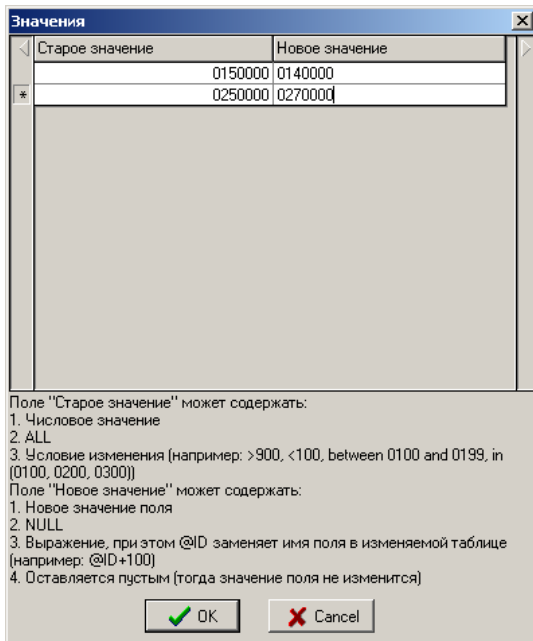 Значения
Старое значение Новое значение
0150000 0140000
* 0250000 0270000
Поле "Старое значение" может содержать:
1. Числовое значение
2. ALL
3. Условие изменения (например: >900, <100, between 0100 and 0199, in
(0100, 0200, 0300))
Поле "Новое значение" может содержать:
1. Новое значение поля
2. NULL
3. Выражение, при этом @ID заменяет имя поля в изменяемой таблице
(например: @ID+100)
4. Оставляется пустым (тогда значение поля не изменится)
OK Cancel